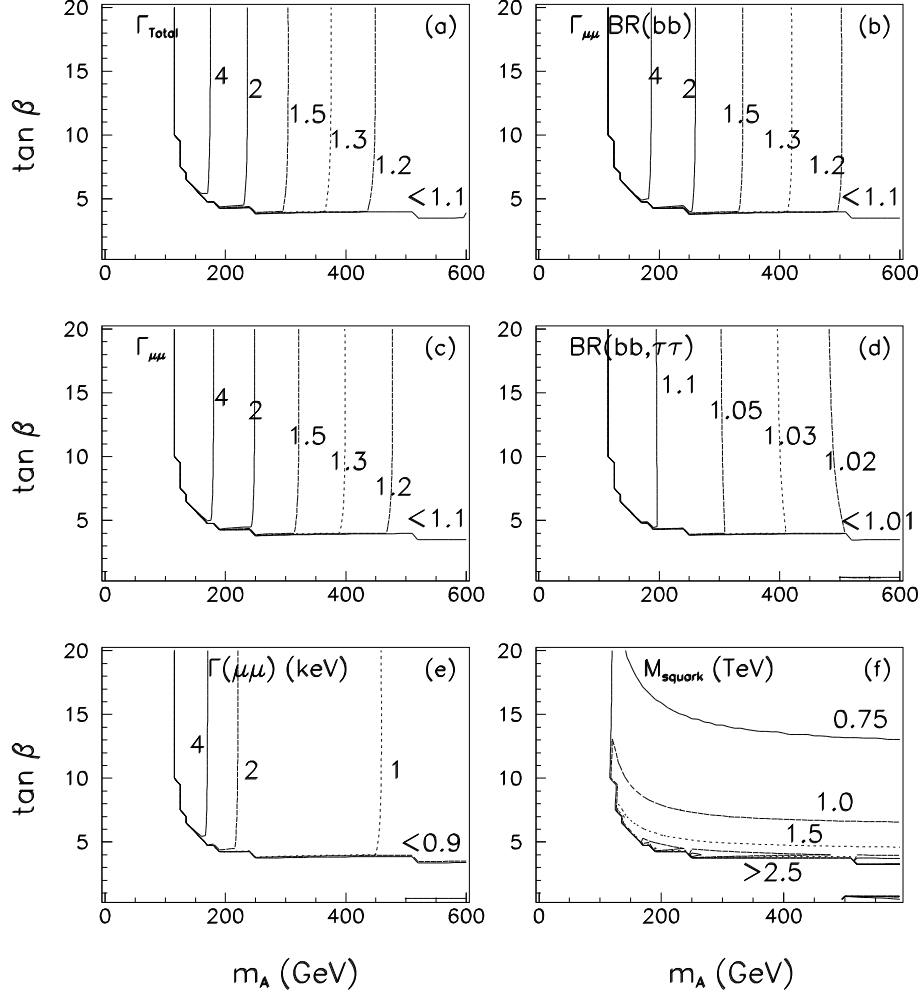 20 Γ_Total (a) 20 Γ_μμ BR(bb) (b)
15 4 2 15 4 2
1.5 1.5
tan β 10 1.3 10 1.3
1.2 1.2
5 <1.1 5 <1.1
0 200 400 600 0 200 400 600
20 Γ_μμ (c) 20 BR(bb,ττ) (d)
15 4 2 15 1.1 1.05
1.5 1.03
tan β 10 1.3 10 1.02
1.2
5 <1.1 5 <1.01
0 200 400 600 0 200 400 600
20 Γ(μμ) (keV) (e) 20 M_squark (TeV) (f)
15 15 0.75
4 2 1
tan β 10 10 1.0
5 <0.9 5 1.5
>2.5
0 200 400 600 0 200 400 600
m_A (GeV) m_A (GeV)